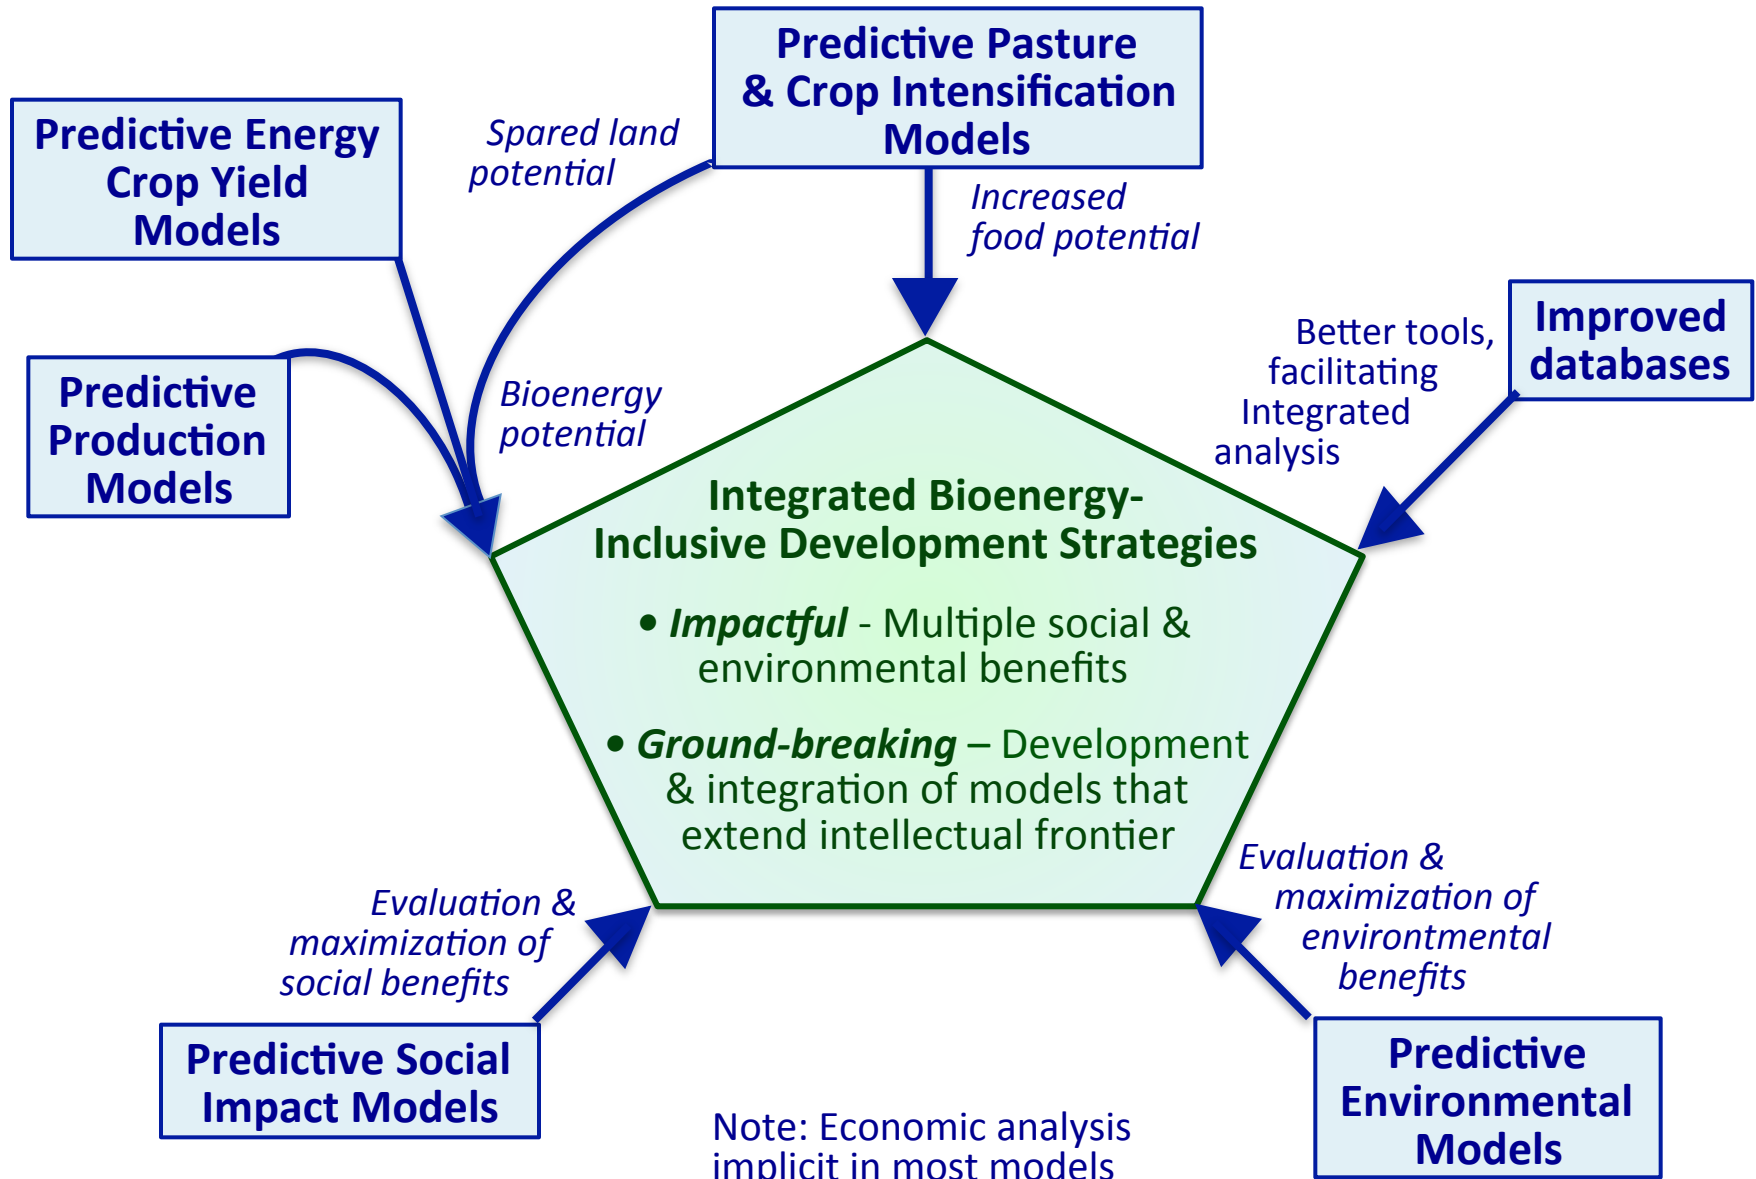 Predictive Pasture
& Crop Intensification
Models
Predictive Energy
Crop Yield
Models
Spared land
potential
Increased
food potential
Improved
databases
Better tools,
facilitating
Integrated
analysis
Predictive
Production
Models
Bioenergy
potential
Integrated Bioenergy-
Inclusive Development Strategies
• Impactful - Multiple social &
environmental benefits
• Ground-breaking – Development
& integration of models that
extend intellectual frontier
Evaluation &
maximization of
social benefits
Evaluation &
maximization of
environtmental
benefits
Predictive Social
Impact Models
Predictive
Environmental
Models
Note: Economic analysis
implicit in most models